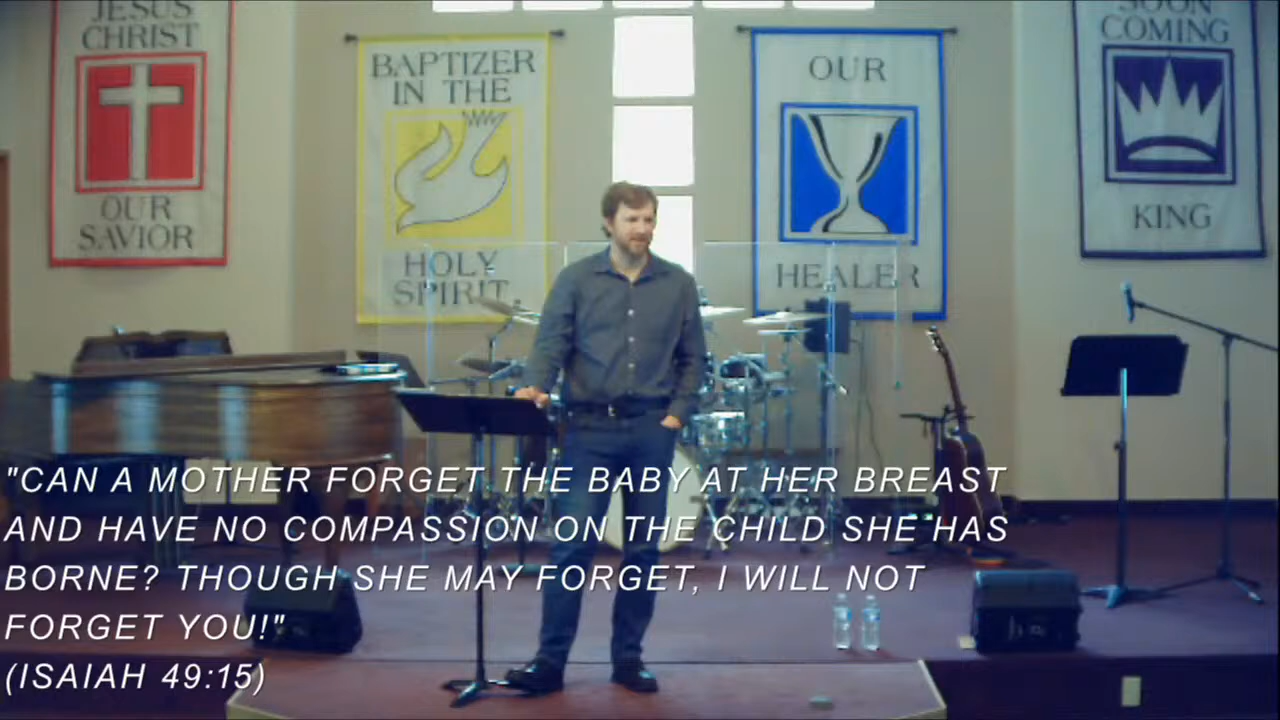 JESUS
CHRIST
OUR
SAVIOR
BAPTIZER
IN THE
HOLY
SPIRIT
OUR
HEALER
SOON
COMING
KING
"CAN A MOTHER FORGET THE BABY AT HER BREAST
AND HAVE NO COMPASSION ON THE CHILD SHE HAS
BORNE? THOUGH SHE MAY FORGET, I WILL NOT
FORGET YOU!"
(ISAIAH 49:15)